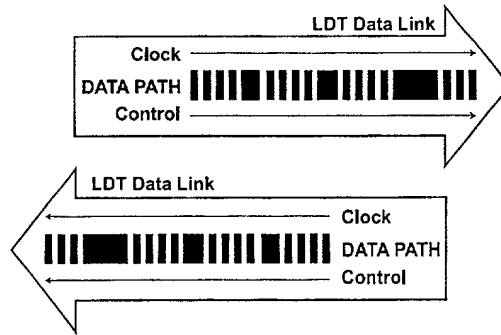 LDT Data Link
Clock
DATA PATH
Control
LDT Data Link
Clock
DATA PATH
Control